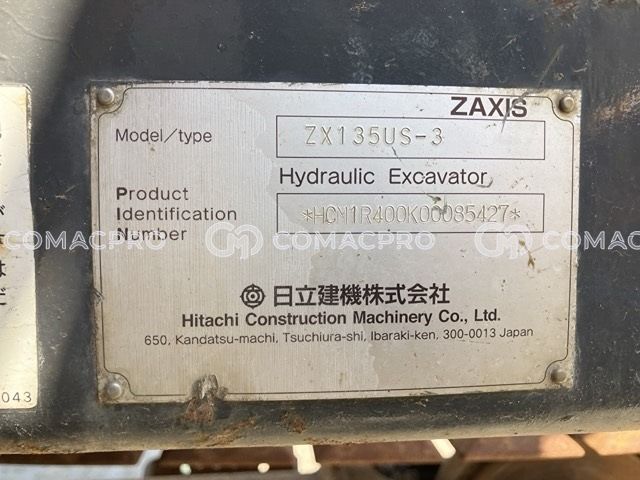 ZAXIS
Model/type ZX135US-3
Hydraulic Excavator
Product
Identification
Number *HCM1R400K00085427*
COMACPRO COMACPRO COMACPRO
日立建機株式会社
Hitachi Construction Machinery Co., Ltd.
650, Kandatsu-machi, Tsuchiura-shi, Ibaraki-ken, 300-0013 Japan
043